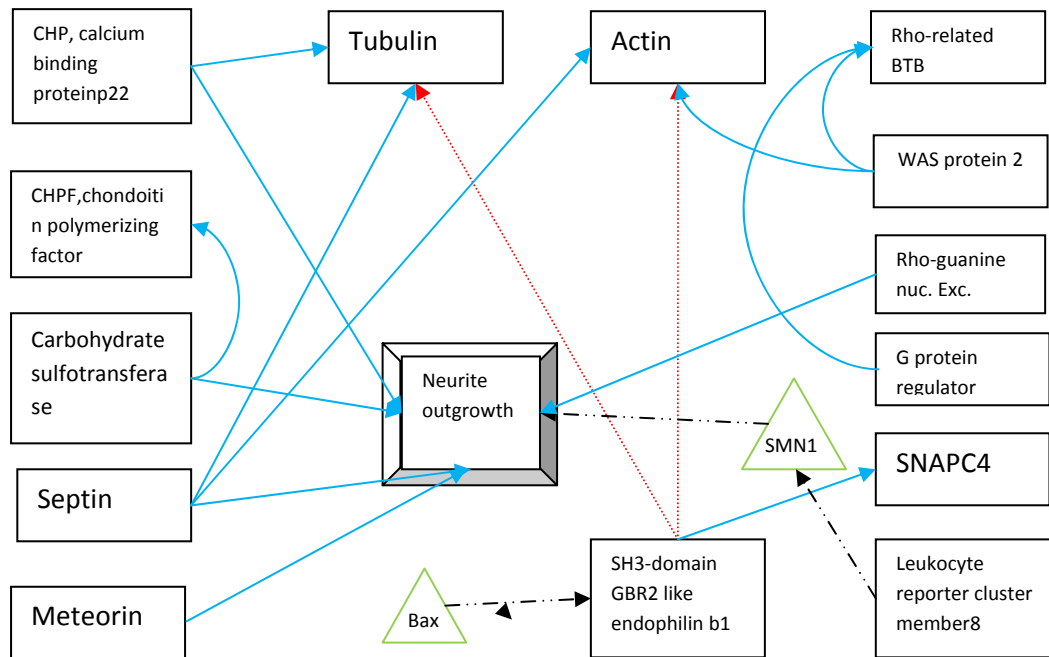 CHP, calcium
binding
proteinp22
Tubulin
Actin
Rho-related
BTB
WAS protein 2
CHPF,chondoiti
n polymerizing
factor
Rho-guanine
nuc. Exc.
Carbohydrate
sulfotransfera
se
Neurite
outgrowth
G protein
regulator
SMN1
SNAPC4
Septin
SH3-domain
GBR2 like
endophilin b1
Leukocyte
reporter cluster
member8
Meteorin
Bax